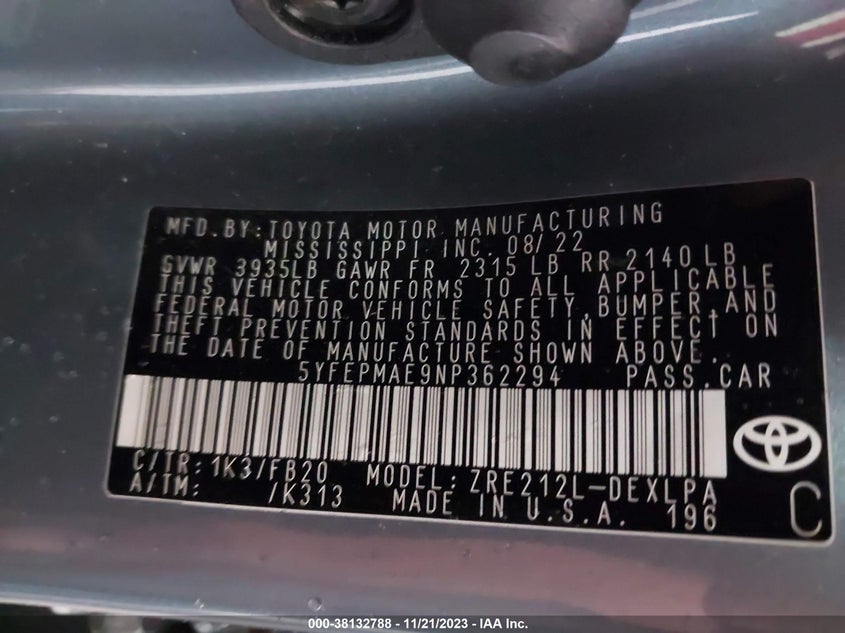 MFD. BY: TOYOTA MOTOR MANUFACTURING
MISSISSIPPI INC. 08/22
GVWR 3935LB GAWR FR 2315 LB RR 2140 LB
THIS VEHICLE CONFORMS TO ALL APPLICABLE
FEDERAL MOTOR VEHICLE SAFETY, BUMPER, AND
THEFT PREVENTION STANDARDS IN EFFECT ON
THE DATE OF MANUFACTURE SHOWN ABOVE.
5YFEPMAE9NP362294 PASS.CAR
C/TR: 1K3/FB20 MODEL: ZRE212L-DEXLPA
A/TM: /K313 MADE IN U.S.A. 196 C
000-38132788 - 11/21/2023 - IAA Inc.